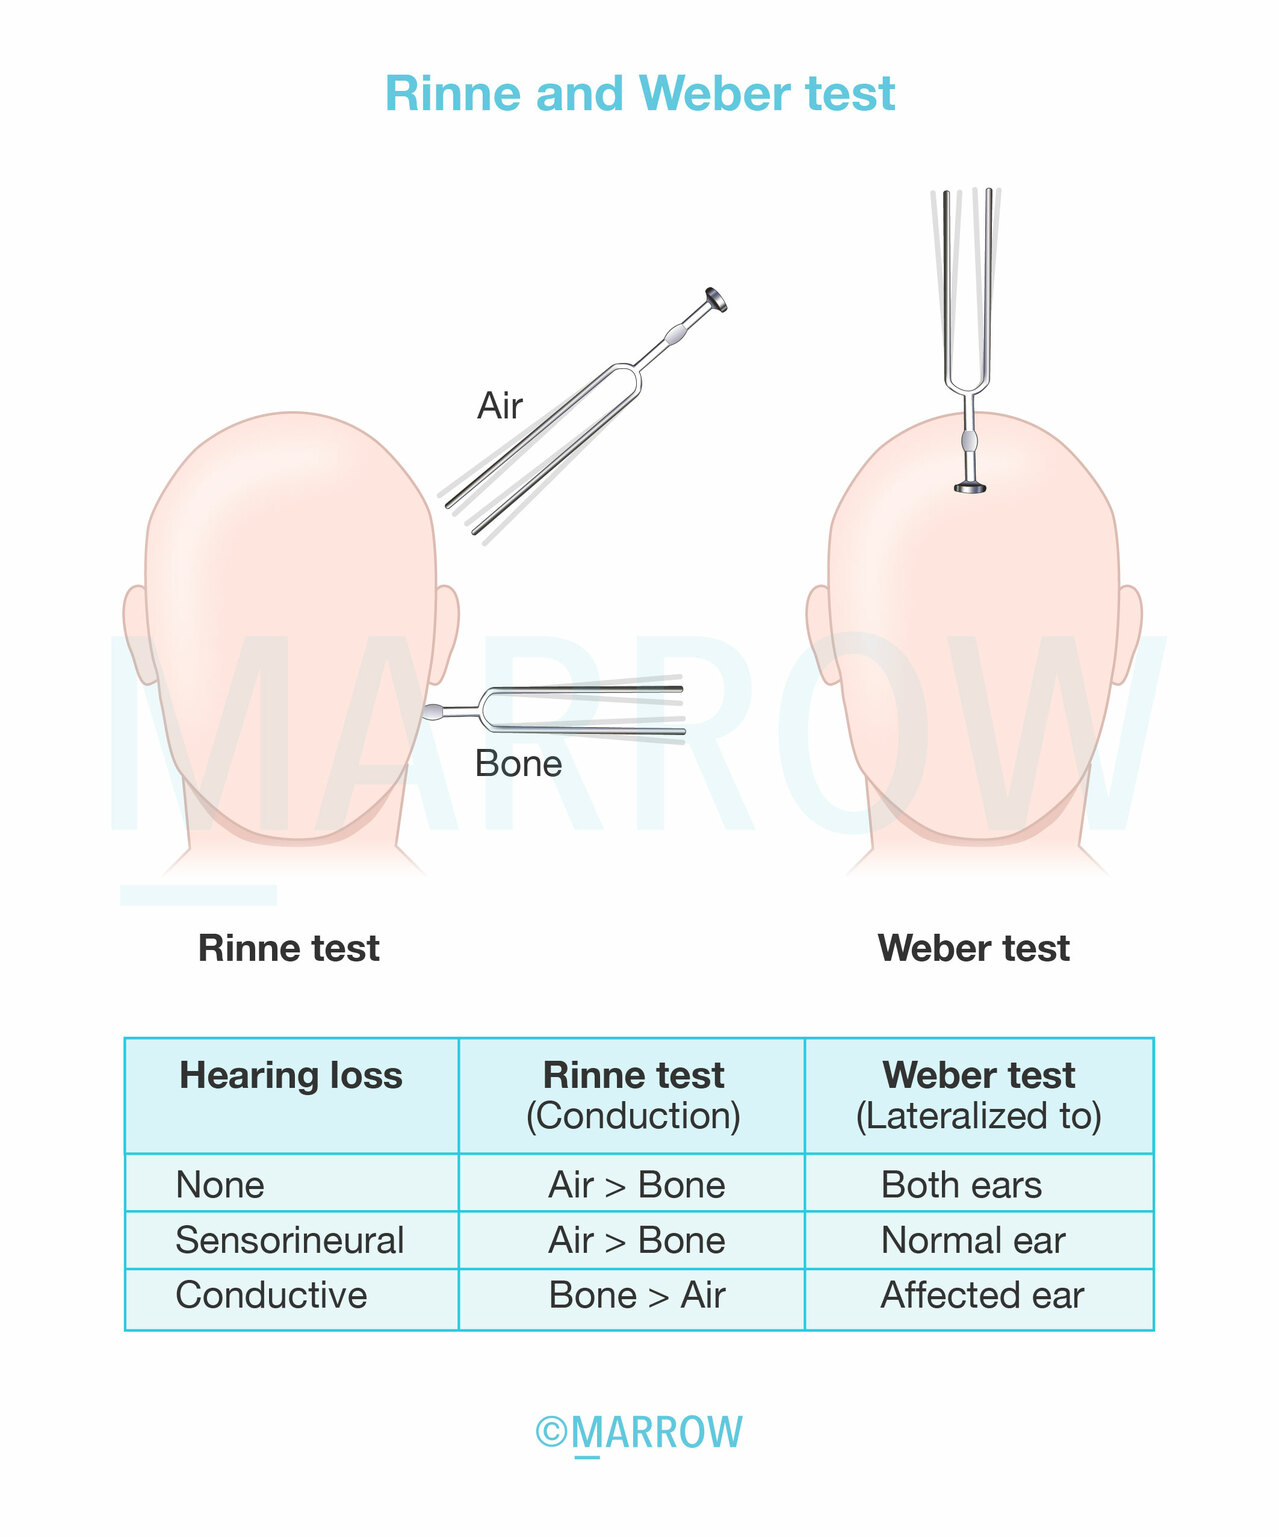 Rinne and Weber test
Air
Bone
MARROW
Rinne test
Weber test
Hearing loss
Rinne test
(Conduction)
Weber test
(Lateralized to)
None
Air > Bone
Both ears
Sensorineural
Air > Bone
Normal ear
Conductive
Bone > Air
Affected ear
©MARROW